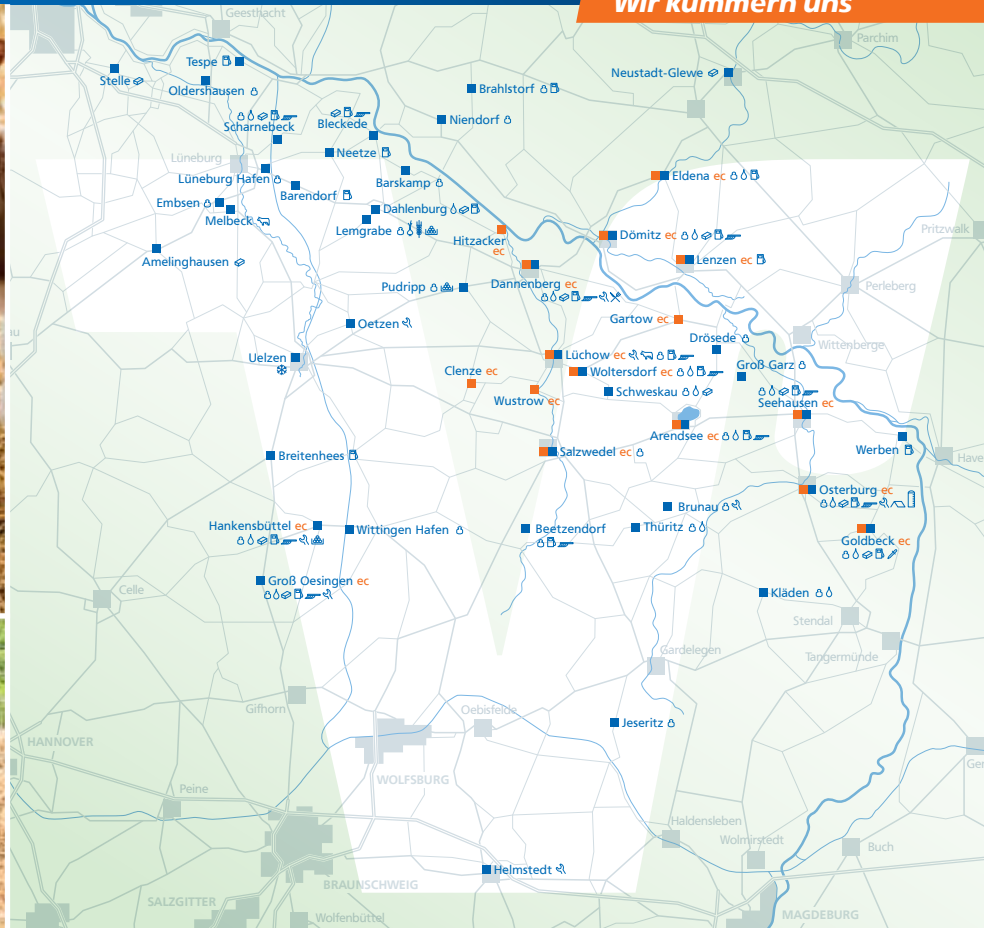 Wir kümmern uns
Geesthacht
Parchim
Tespe
Stelle
Oldershausen
Brahlstorf
Neustadt-Glewe
Scharnebeck
Bleckede
Niendorf
Lüneburg
Neetze
Lüneburg Hafen
Barendorf
Barskamp
Eldena ec
Embsen
Melbeck
Dahlenburg
Lemgrabe
Hitzacker
ec
Dömitz ec
Pritzwalk
Amelinghausen
Lenzen ec
Pudripp
Dannenberg ec
Perleberg
Oetzen
Gartow ec
Drösede
Wittenberge
Uelzen
Lüchow ec
Groß Garz
Clenze ec
Woltersdorf ec
Wustrow ec
Schweskau
Seehausen ec
Arendsee ec
Breitenhees
Salzwedel ec
Werben
Have
Osterburg ec
Brunau
Hankensbüttel ec
Wittingen Hafen
Beetzendorf
Thüritz
Goldbeck ec
Groß Oesingen ec
Celle
Kläden
Stendal
Gardelegen
Tangermünde
Gifhorn
Oebisfelde
Jeseritz
HANNOVER
WOLFSBURG
Gen
Peine
Haldensleben
Wolmirstedt
Buch
Helmstedt
BRAUNSCHWEIG
SALZGITTER
Wolfenbüttel
MAGDEBURG